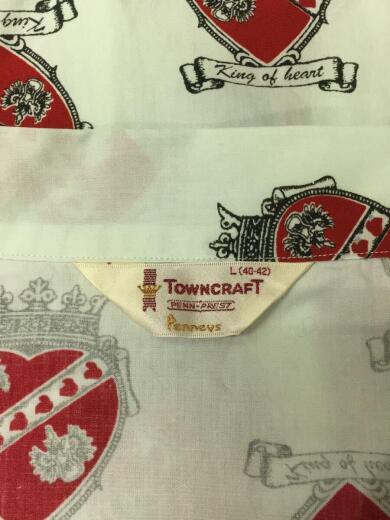 King of heart
L (40-42)
TOWNCRAFT
PENN-PREST
Penneys
King of heart